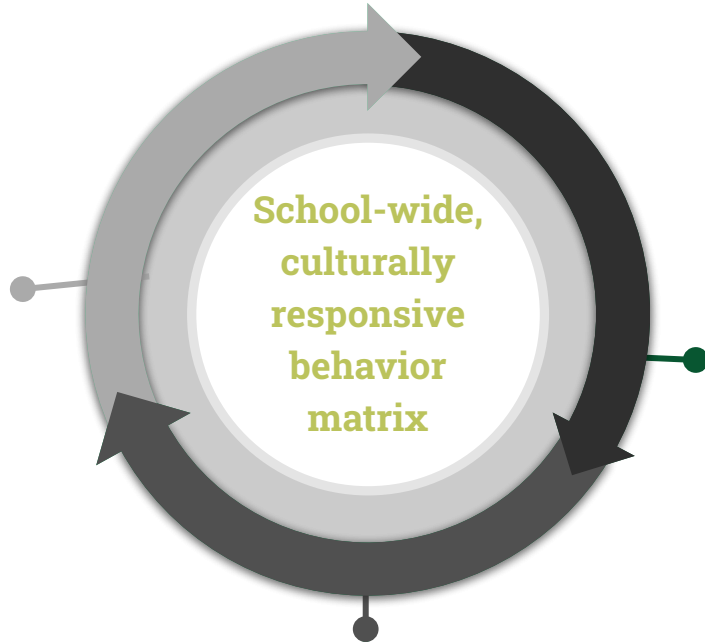 School-wide,
culturally
responsive
behavior
matrix